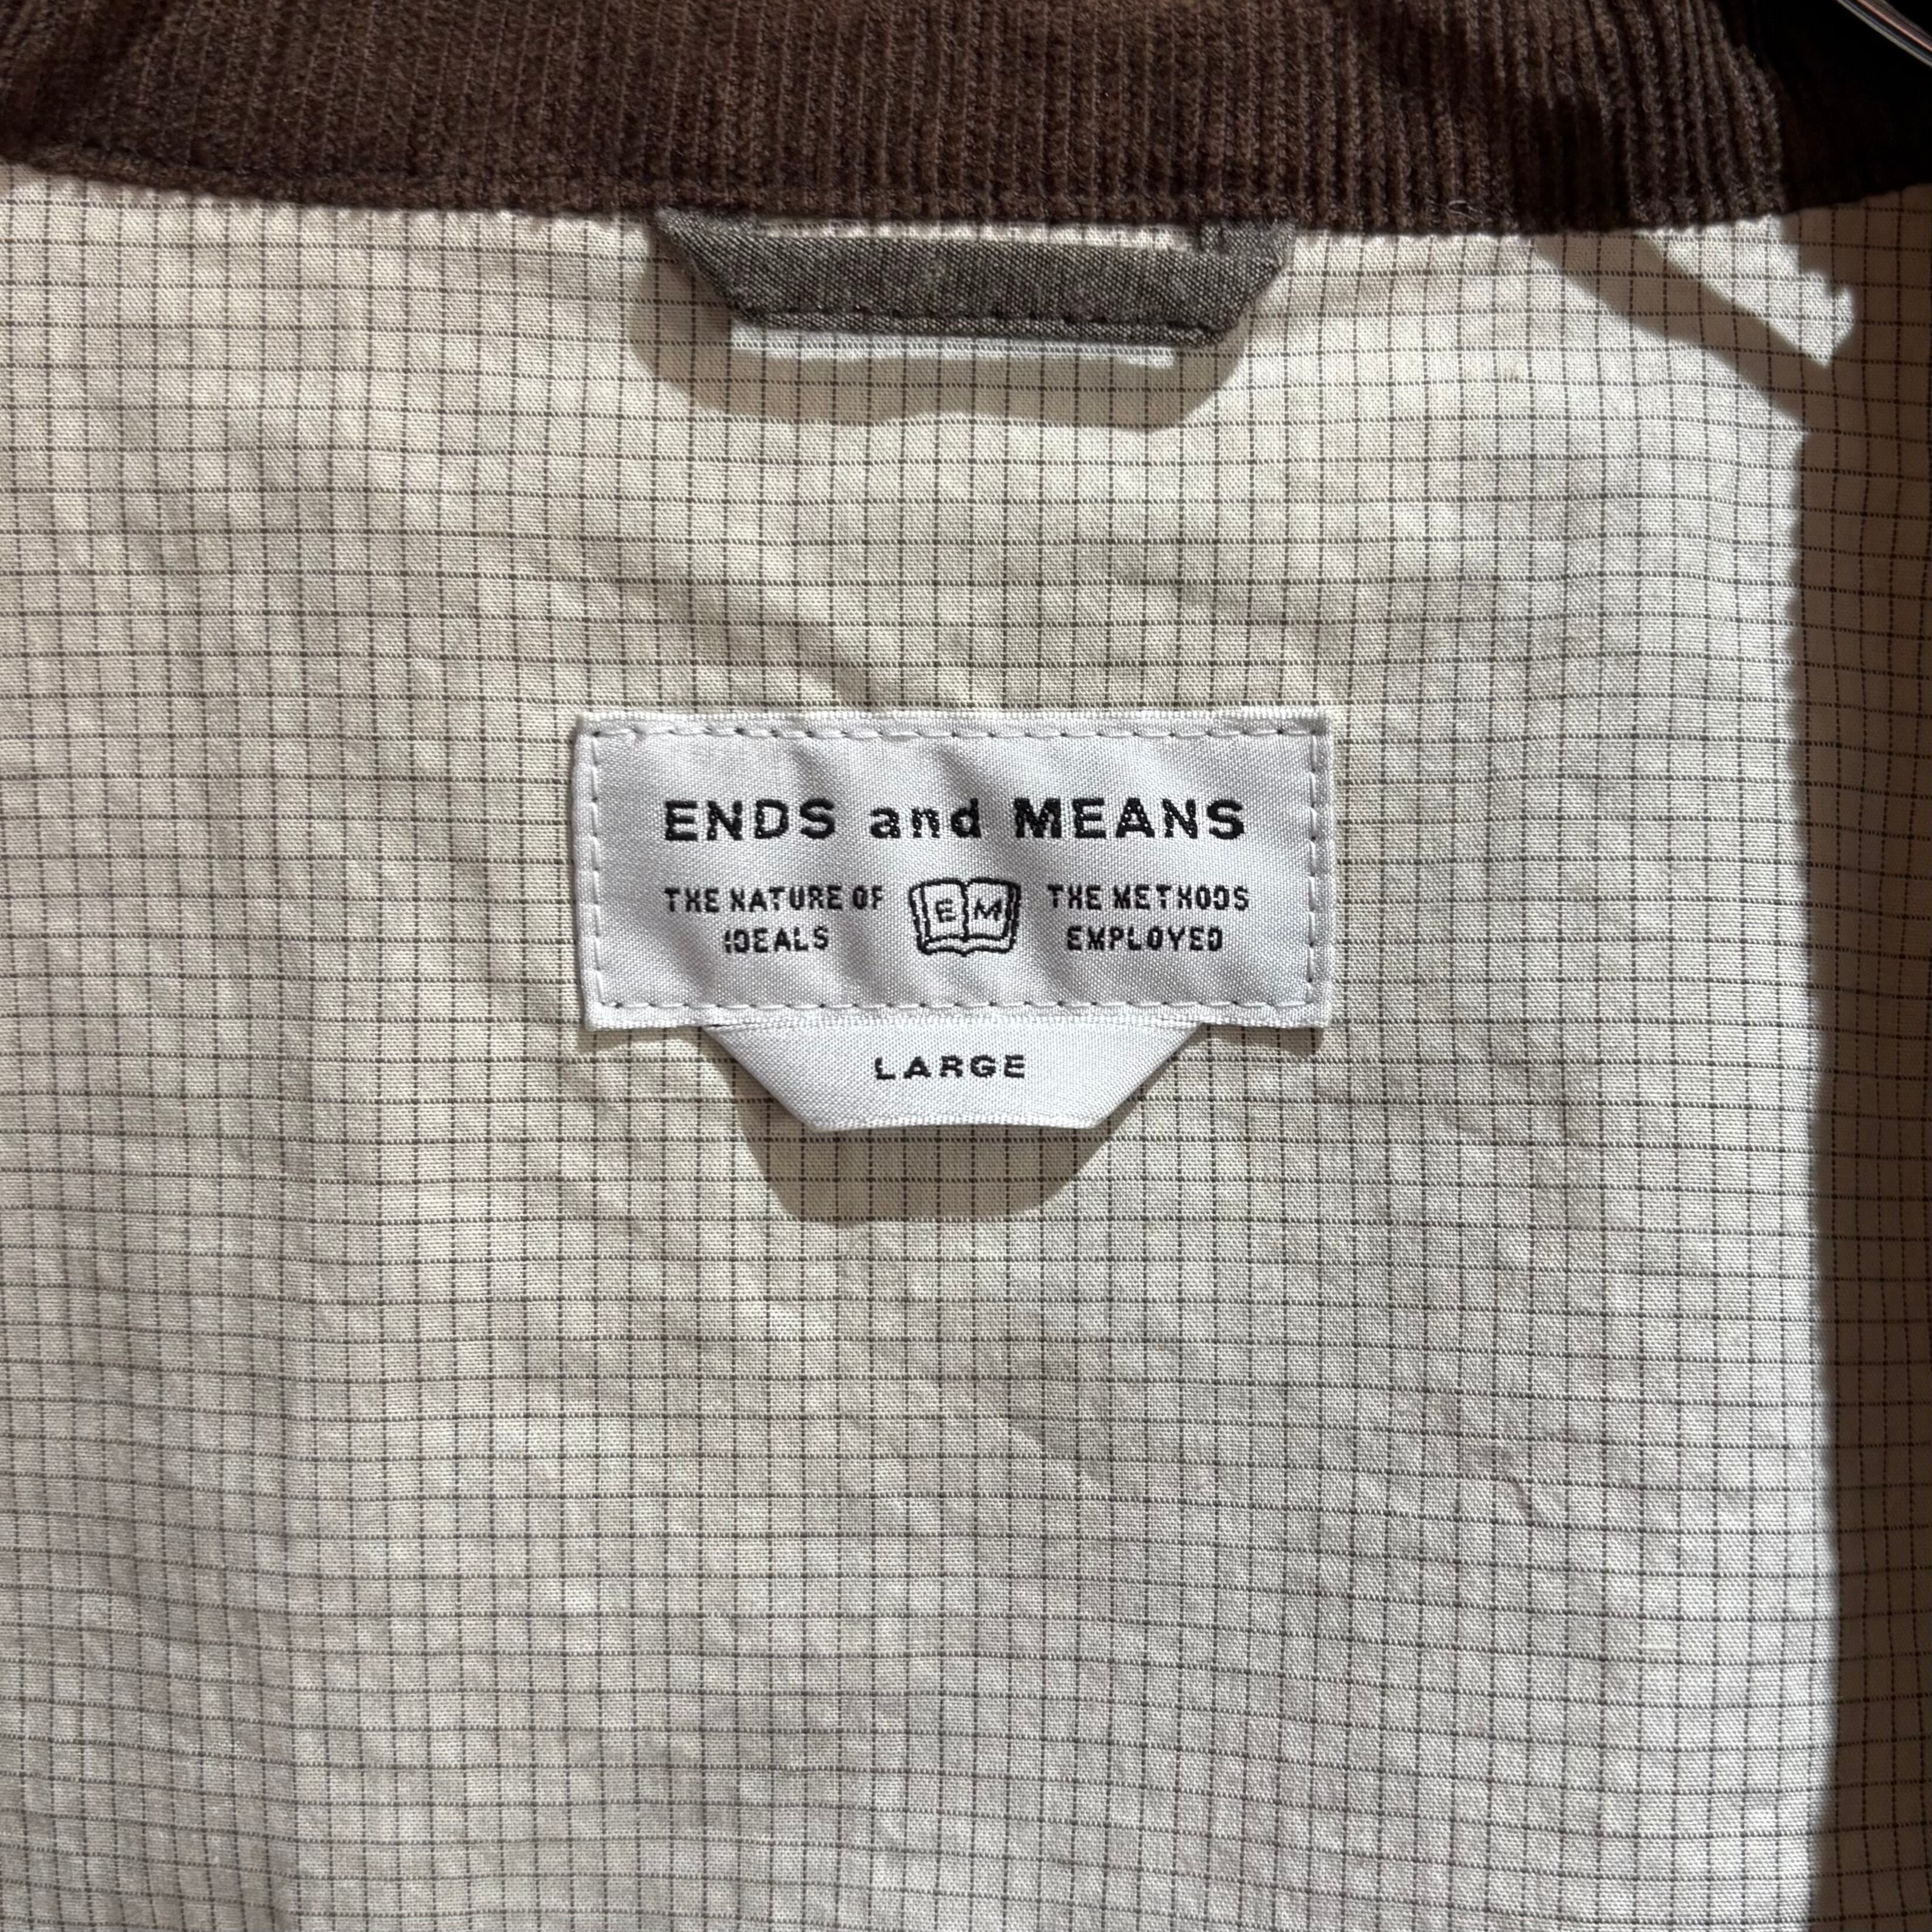 ENDS and MEANS
THE NATURE OF
IDEALS
E M
THE METHODS
EMPLOYED
LARGE